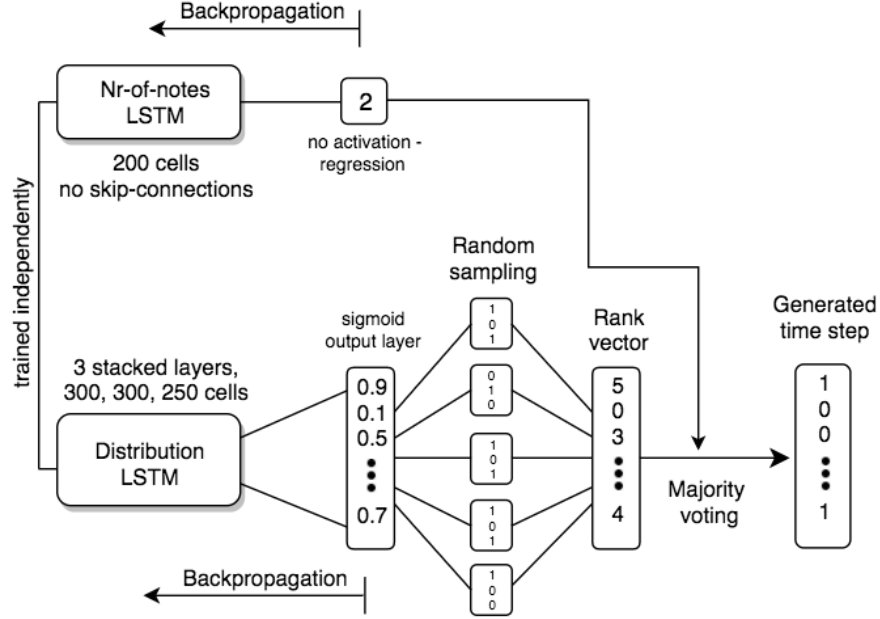 Backpropagation
Nr-of-notes
LSTM
2
no activation -
regression
200 cells
no skip-connections
trained independently
Random
sampling
1
0
1
0
1
0
1
0
1
1
0
1
1
0
0
sigmoid
output layer
0.9
0.1
0.5
0.7
Rank
vector
5
0
3
4
Generated
time step
1
0
0
1
3 stacked layers,
300, 300, 250 cells
Distribution
LSTM
Majority
voting
Backpropagation